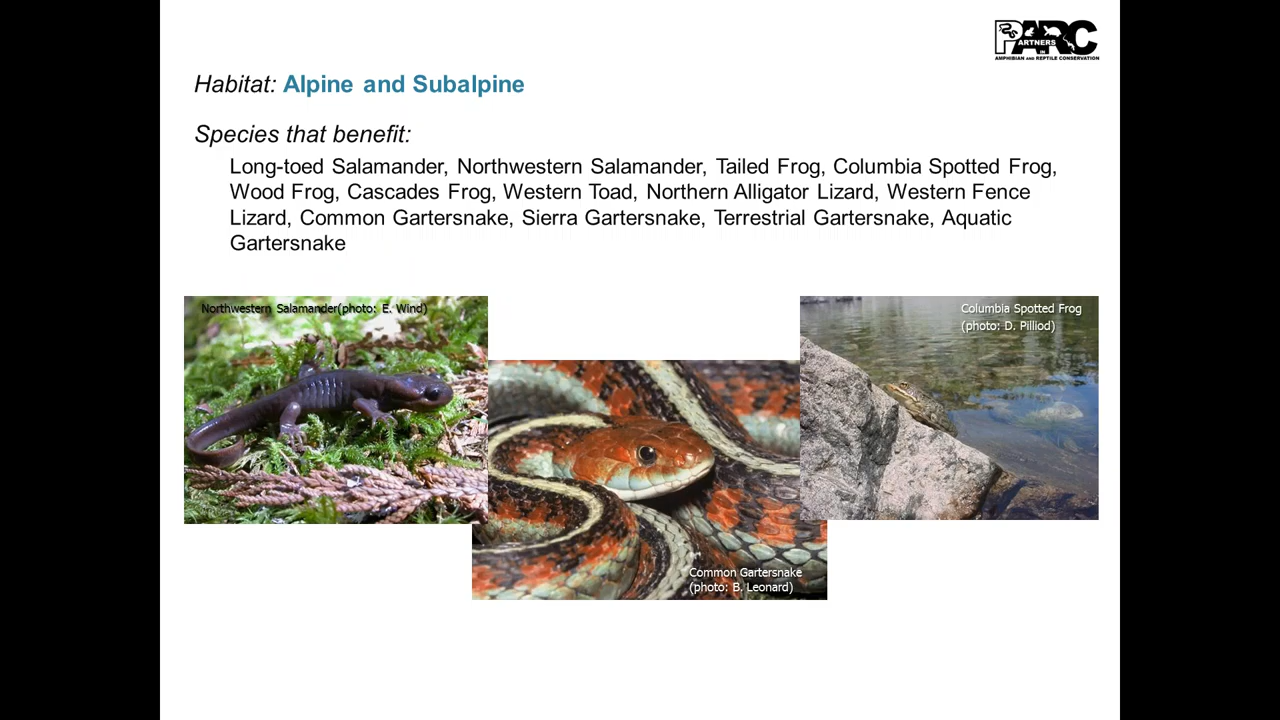 PARC
PARTNERS
IN
AMPHIBIAN AND REPTILE CONSERVATION
Habitat: Alpine and Subalpine
Species that benefit:
Long-toed Salamander, Northwestern Salamander, Tailed Frog, Columbia Spotted Frog,
Wood Frog, Cascades Frog, Western Toad, Northern Alligator Lizard, Western Fence
Lizard, Common Gartersnake, Sierra Gartersnake, Terrestrial Gartersnake, Aquatic
Gartersnake
Northwestern Salamander(photo: E. Wind)
Columbia Spotted Frog
(photo: D. Pilliod)
Common Gartersnake
(photo: B. Leonard)